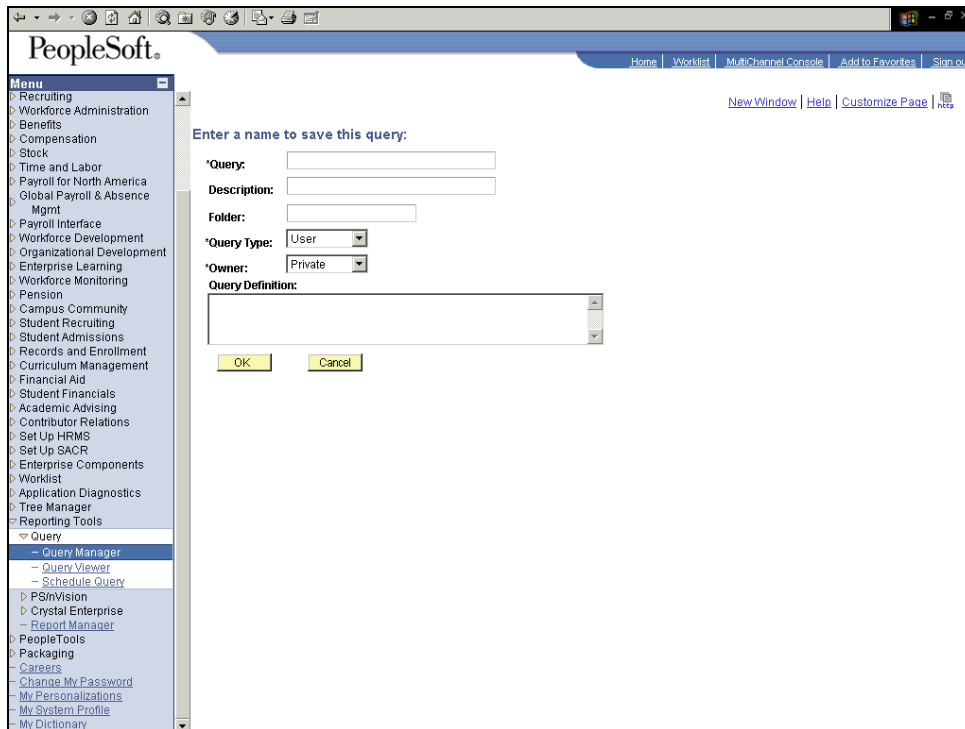 PeopleSoft.
Home | Worklist | MultiChannel Console | Add to Favorites | Sign ou
Menu
New Window | Help | Customize Page | http
Recruiting
Workforce Administration
Benefits
Compensation
Stock
Time and Labor
Payroll for North America
Global Payroll & Absence
Mgmt
Payroll Interface
Workforce Development
Organizational Development
Enterprise Learning
Workforce Monitoring
Pension
Campus Community
Student Recruiting
Student Admissions
Records and Enrollment
Curriculum Management
Financial Aid
Student Financials
Academic Advising
Contributor Relations
Set Up HRMS
Set Up SACR
Enterprise Components
Worklist
Application Diagnostics
Tree Manager
Reporting Tools
Query
Query Manager
Query Viewer
Schedule Query
PS/nVision
Crystal Enterprise
Report Manager
PeopleTools
Packaging
Careers
Change My Password
My Personalizations
My System Profile
My Dictionary
Enter a name to save this query:
*Query:
Description:
Folder:
*Query Type: User
*Owner: Private
Query Definition:
OK Cancel